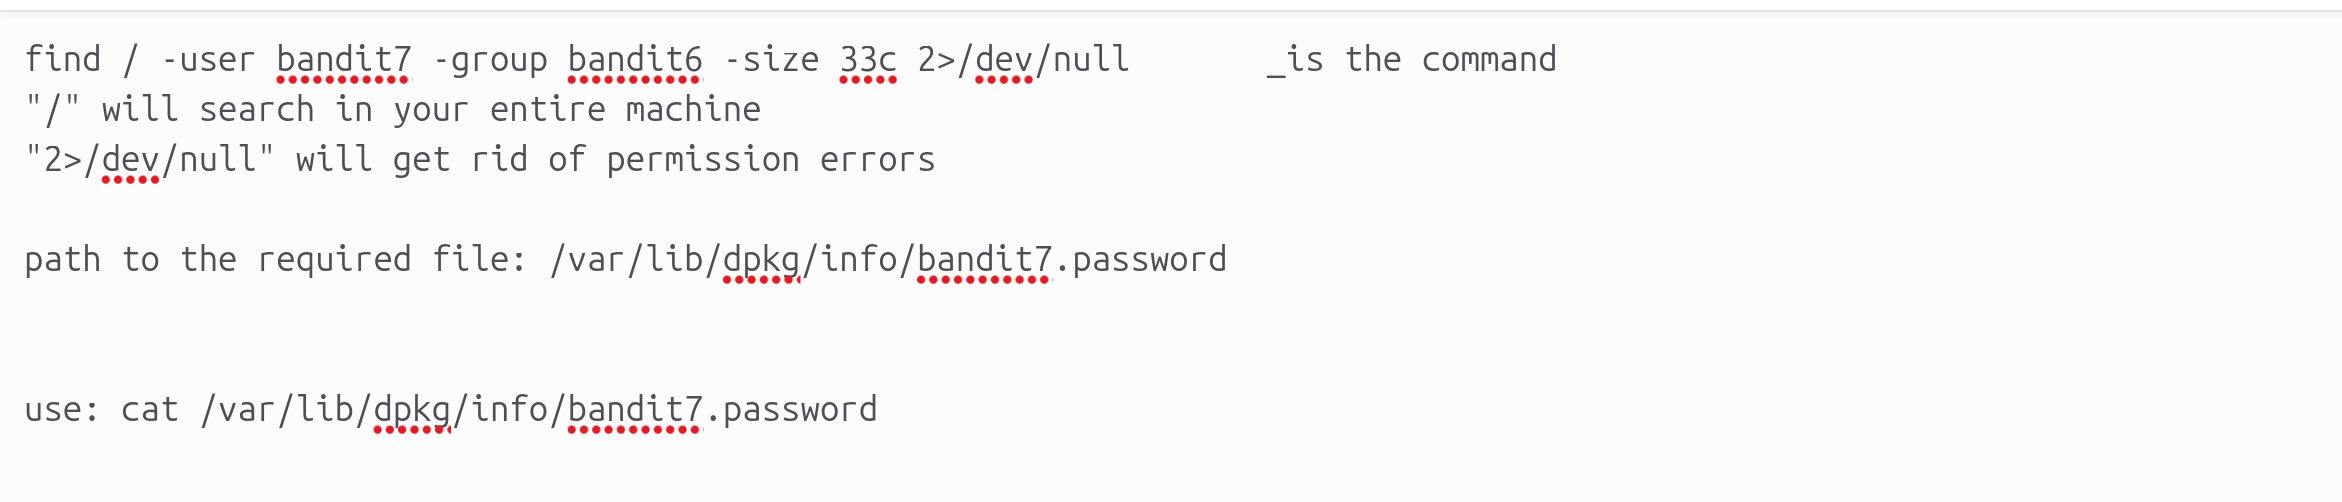 find / -user bandit7 -group bandit6 -size 33c 2>/dev/null       _is the command
"/" will search in your entire machine
"2>/dev/null" will get rid of permission errors
path to the required file: /var/lib/dpkg/info/bandit7.password
use: cat /var/lib/dpkg/info/bandit7.password